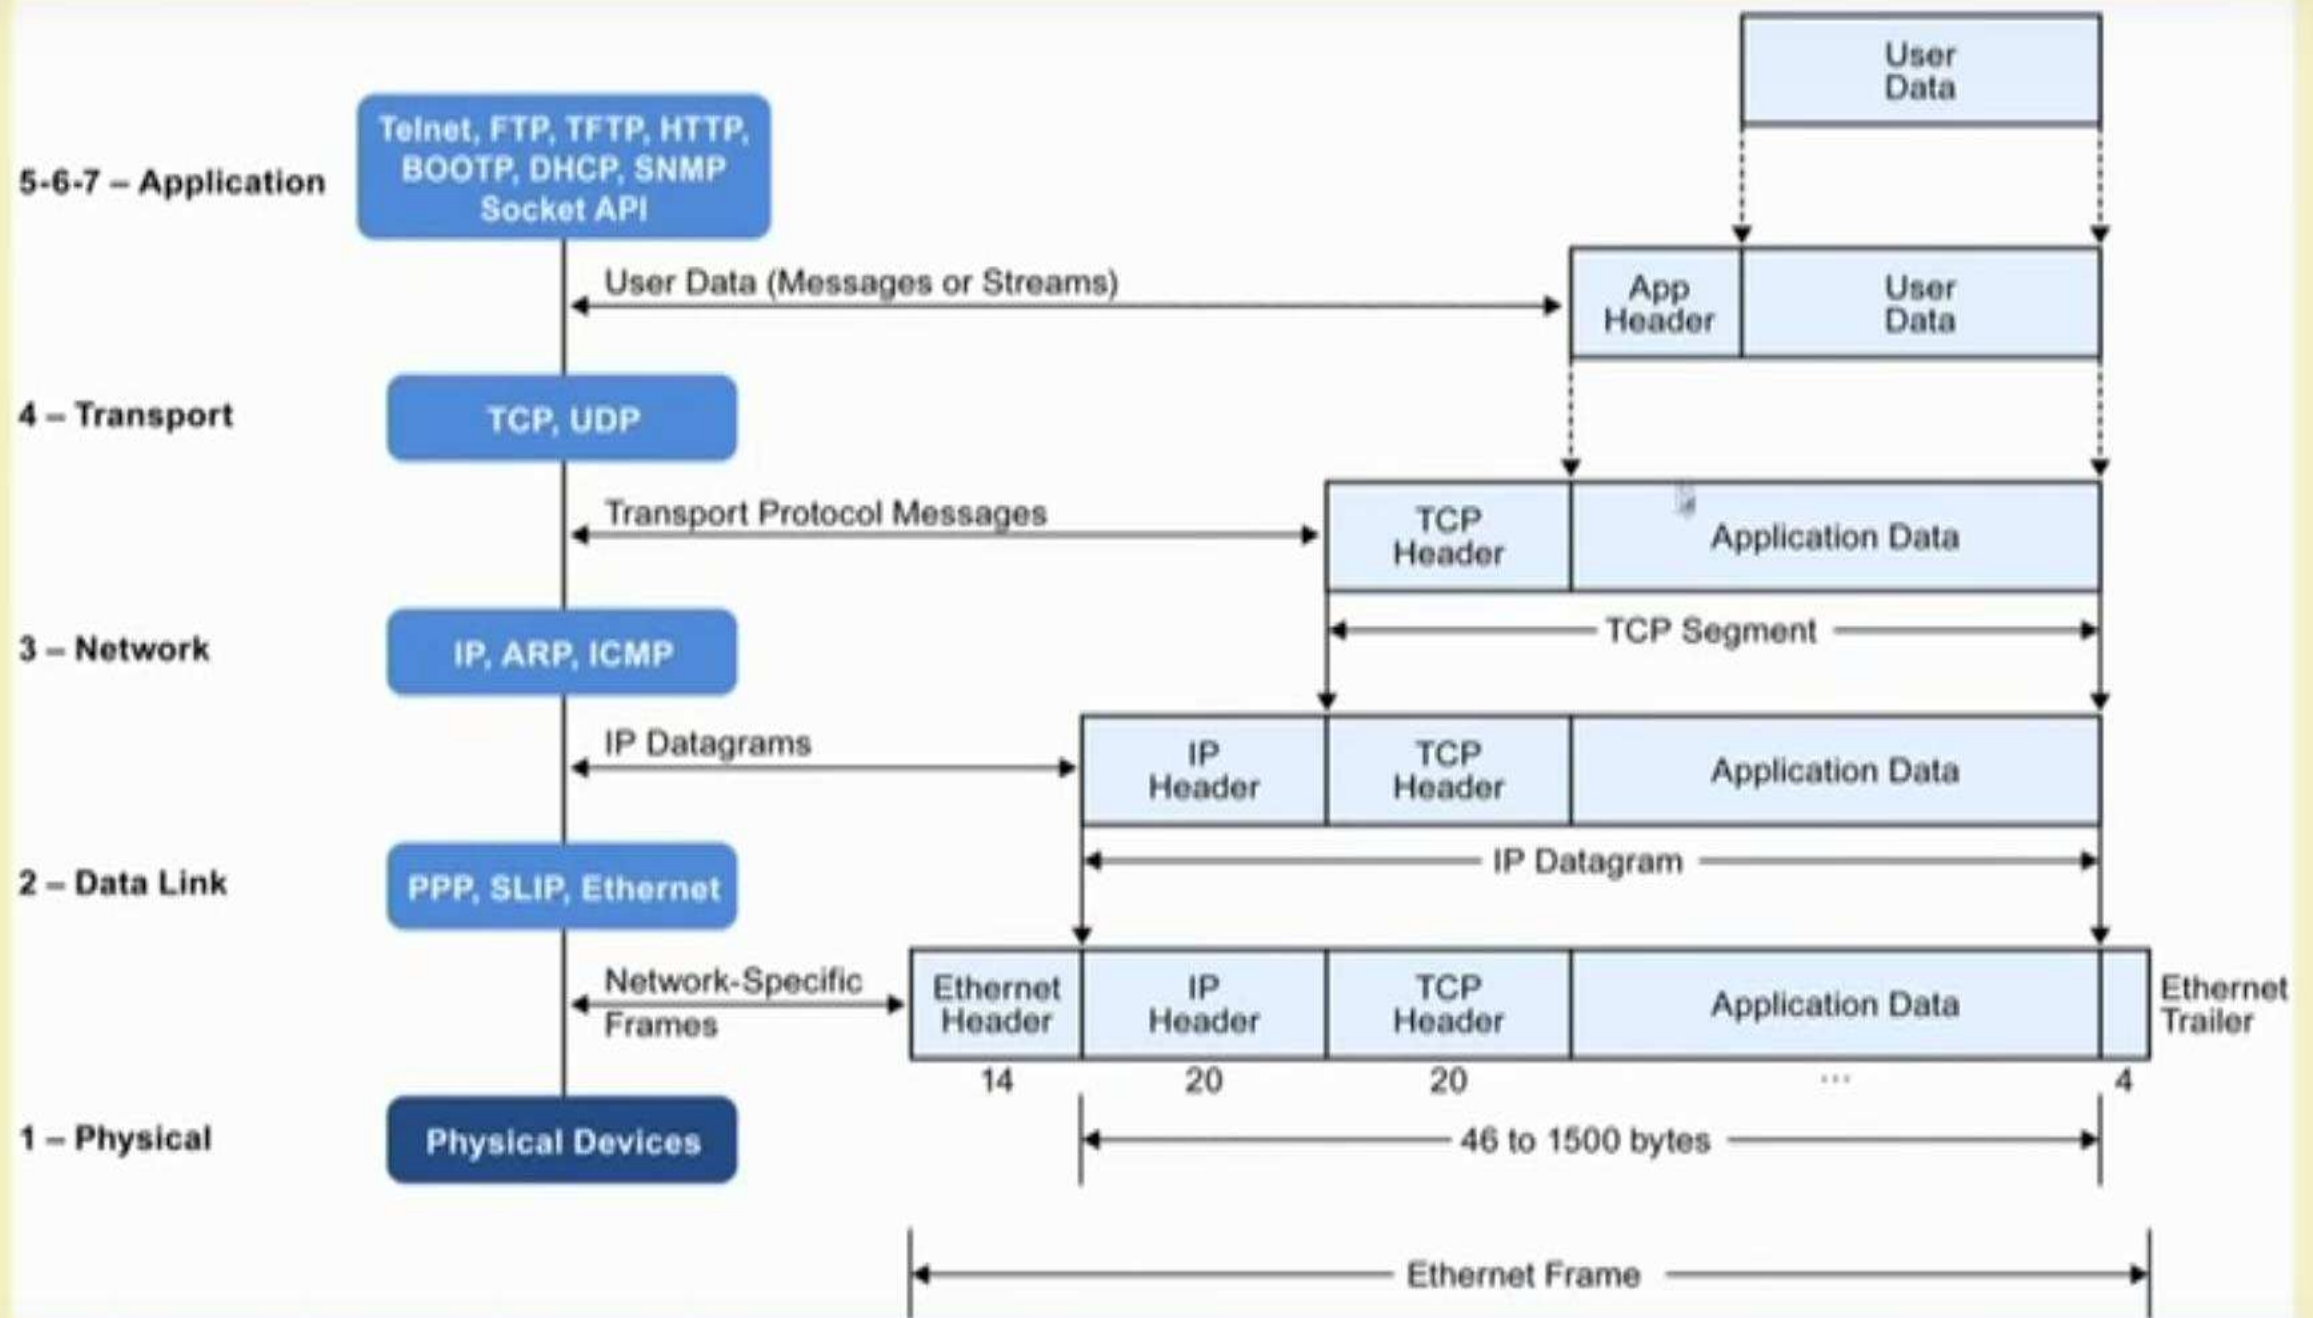 User
Data
Telnet, FTP, TFTP, HTTP,
BOOTP, DHCP, SNMP
Socket API
5-6-7 – Application
User Data (Messages or Streams)
App
Header
User
Data
4 – Transport
TCP, UDP
Transport Protocol Messages
TCP
Header
Application Data
TCP Segment
3 – Network
IP, ARP, ICMP
IP Datagrams
IP
Header
TCP
Header
Application Data
IP Datagram
2 – Data Link
PPP, SLIP, Ethernet
Network-Specific
Frames
Ethernet
Header
IP
Header
TCP
Header
Application Data
Ethernet
Trailer
14 20 20 ... 4
1 – Physical
Physical Devices
46 to 1500 bytes
Ethernet Frame